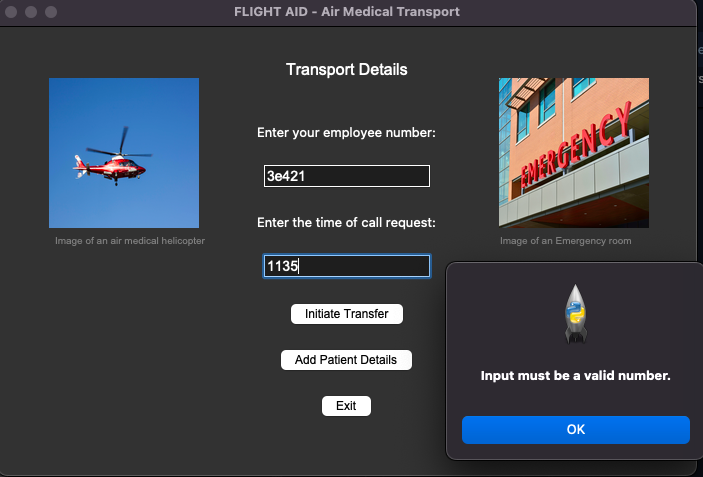 FLIGHT AID - Air Medical Transport
Transport Details
Enter your employee number:
3e421
EMERGENCY
Image of an air medical helicopter
Enter the time of call request:
Image of an Emergency room
1135
Initiate Transfer
Add Patient Details
Exit
Input must be a valid number.
OK